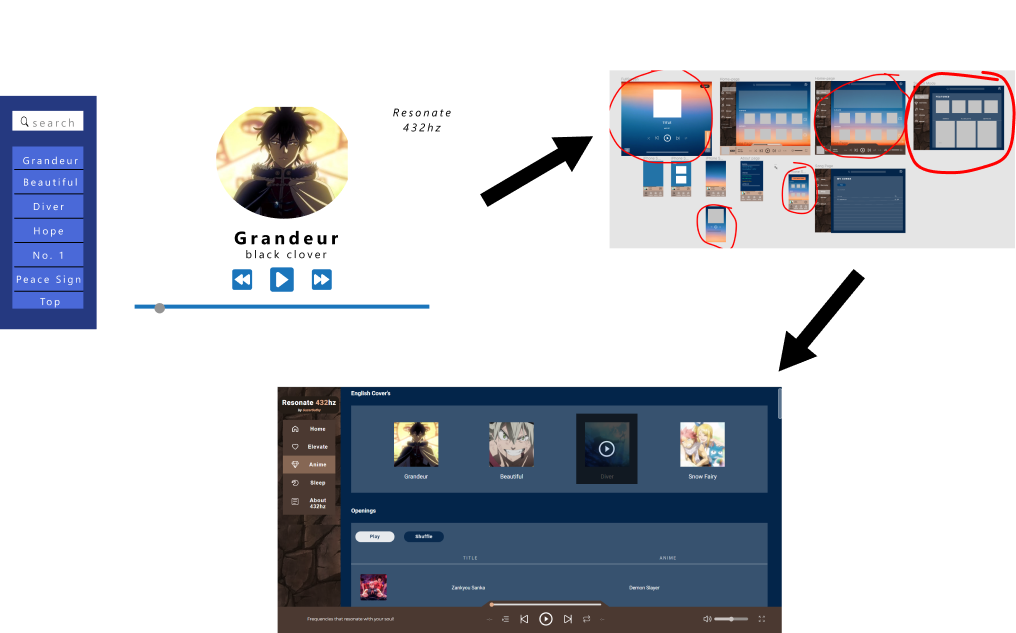 search
Grandeur
Beautiful
Diver
Hope
No. 1
Peace Sign
Top
Resonate
432hz
Grandeur
black clover
TITLE
Resonate 432hz
Home
Elevate
Anime
Sleep
About
432hz
English Cover's
Grandeur
Beautiful
Diver
Snow Fairy
Openings
Play
Shuffle
TITLE
ANIME
Zankyou Sanka
Demon Slayer
Frequencies that resonate with your soul!